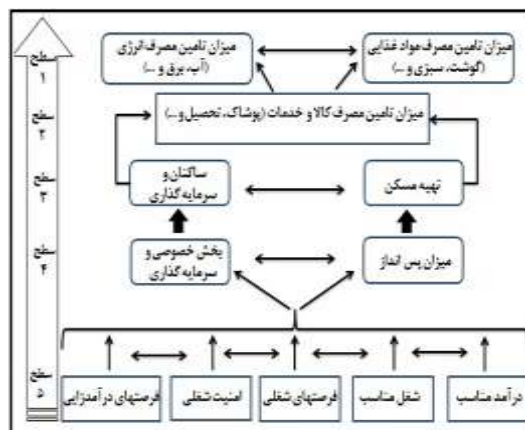 سطح
۱
میزان تامین مصرف انرژی
(آب، برق و ...)
میزان تامین مصرف مواد غذایی
(گوشت، سبزی و ...)
سطح
۲
میزان تامین مصرف کالا و خدمات (پوشاک، تحصیل و ...)
سطح
۳
ساکنان و
سرمایه گذاری
تهیه مسکن
سطح
۴
بخش خصوصی و
سرمایه گذاری
میزان پس انداز
سطح
۵
درآمد مناسب
شغل مناسب
فرصتهای شغلی
امنیت شغلی
فرصتهای درآمدزایی